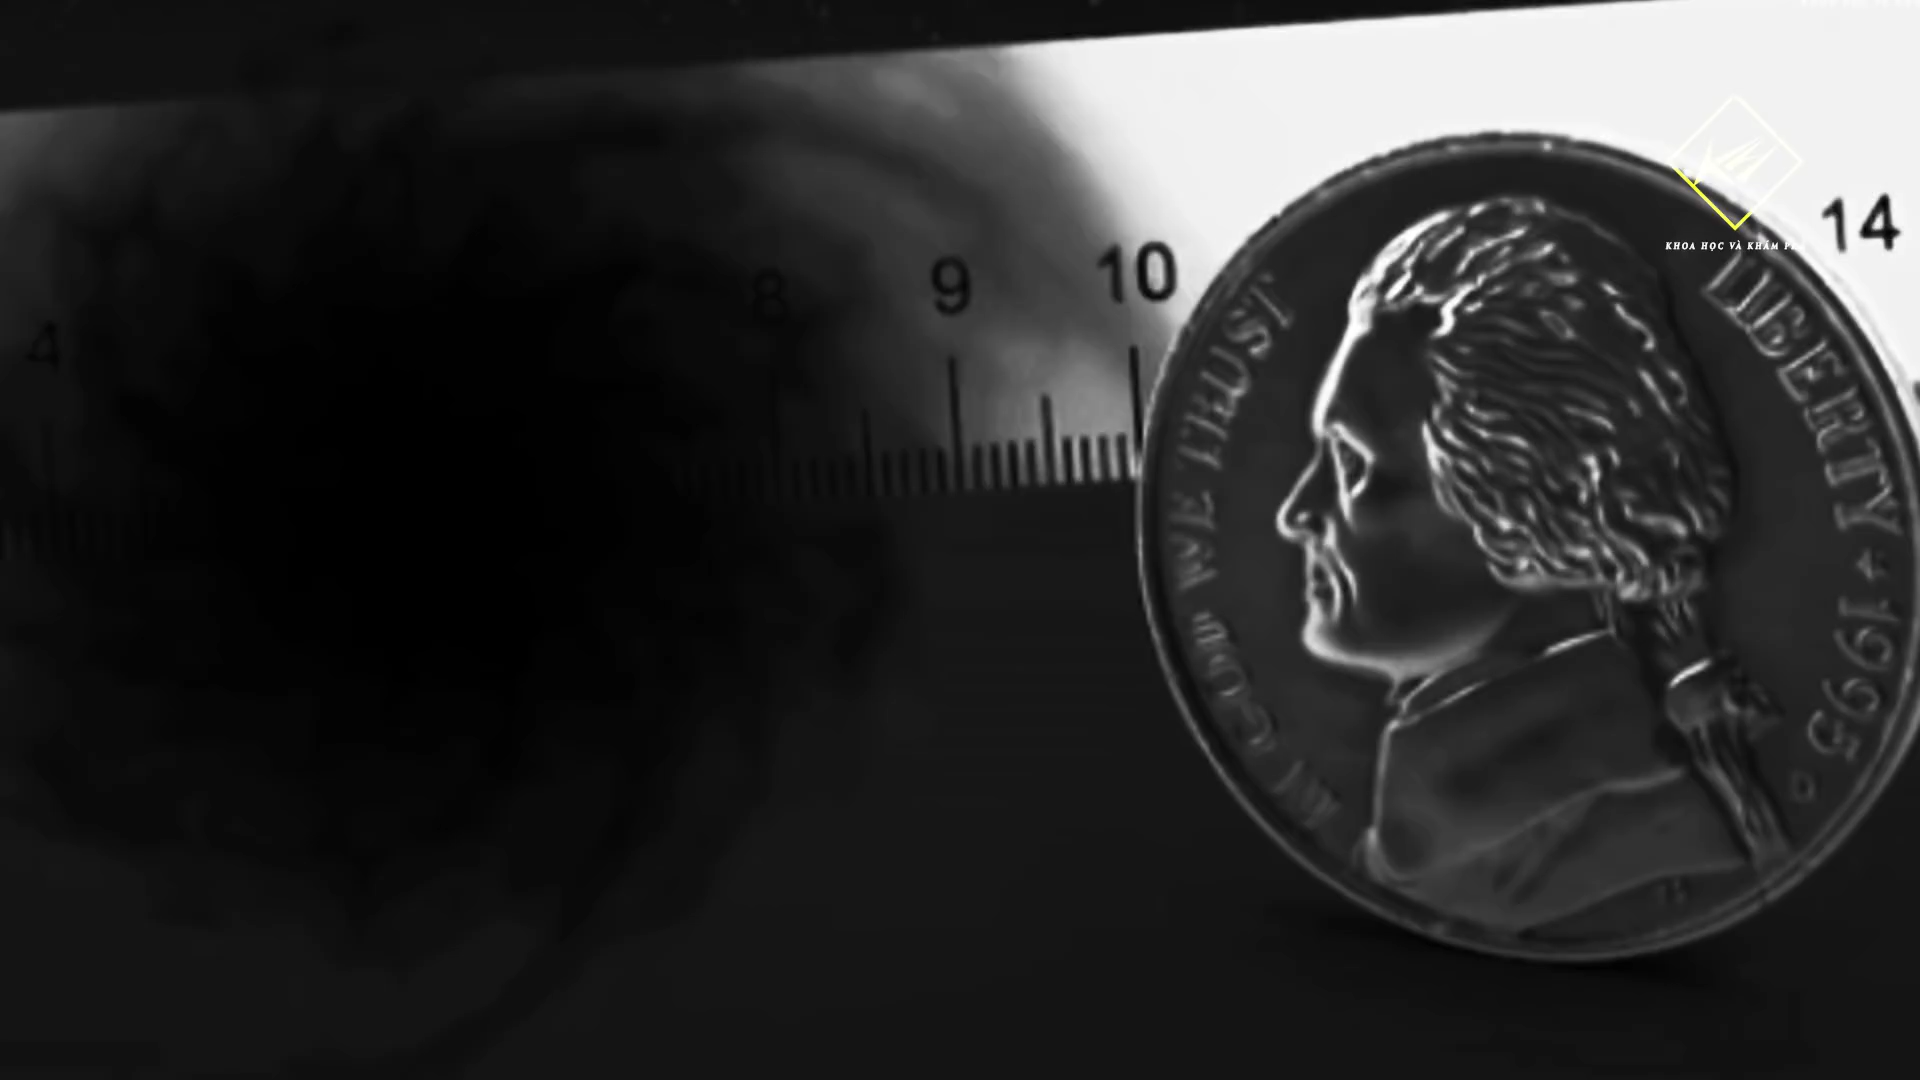 4 8 9 10 14
IN GOD WE TRUST
LIBERTY ★ 1995
KHOA HỌC VÀ KHÁM PHÁ